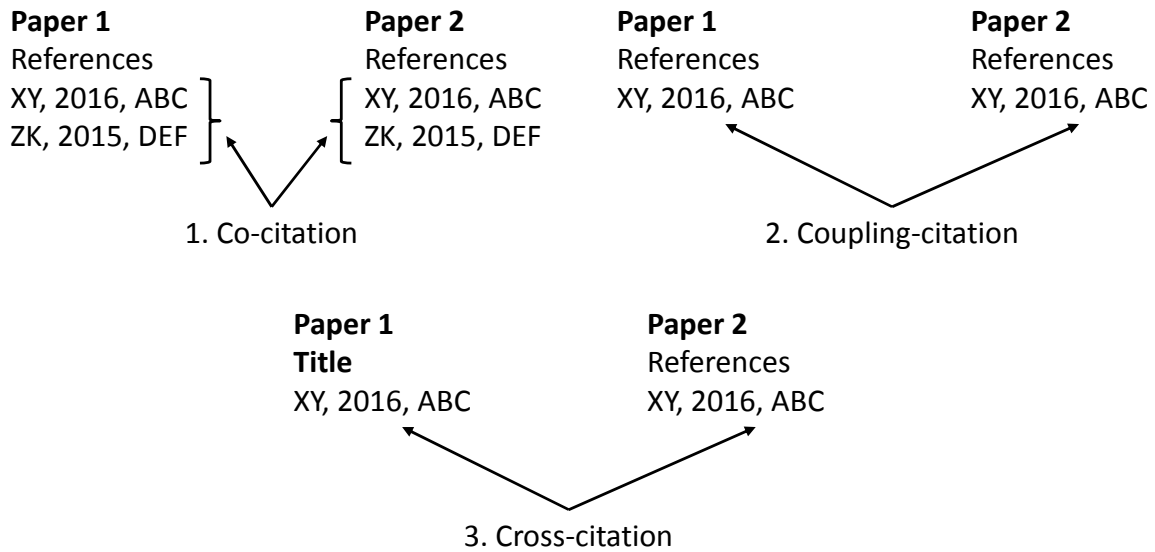 Paper 1
References
XY, 2016, ABC
ZK, 2015, DEF
Paper 2
References
XY, 2016, ABC
ZK, 2015, DEF
1. Co-citation
Paper 1
References
XY, 2016, ABC
Paper 2
References
XY, 2016, ABC
2. Coupling-citation
Paper 1
Title
XY, 2016, ABC
Paper 2
References
XY, 2016, ABC
3. Cross-citation